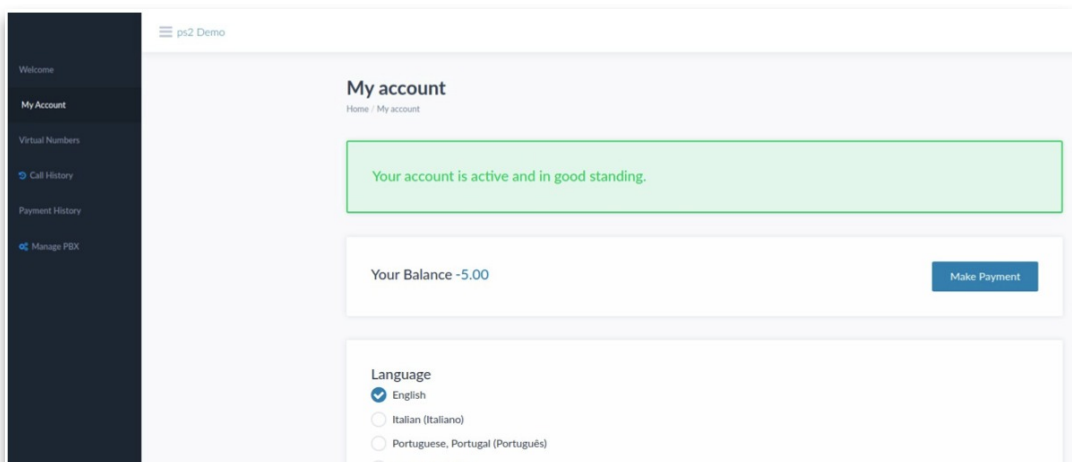 ps2 Demo
Welcome
My Account
Virtual Numbers
Call History
Payment History
Manage PBX
My account
Home / My account
Your account is active and in good standing.
Your Balance -5.00
Make Payment
Language
English
Italian (Italiano)
Portuguese, Portugal (Português)